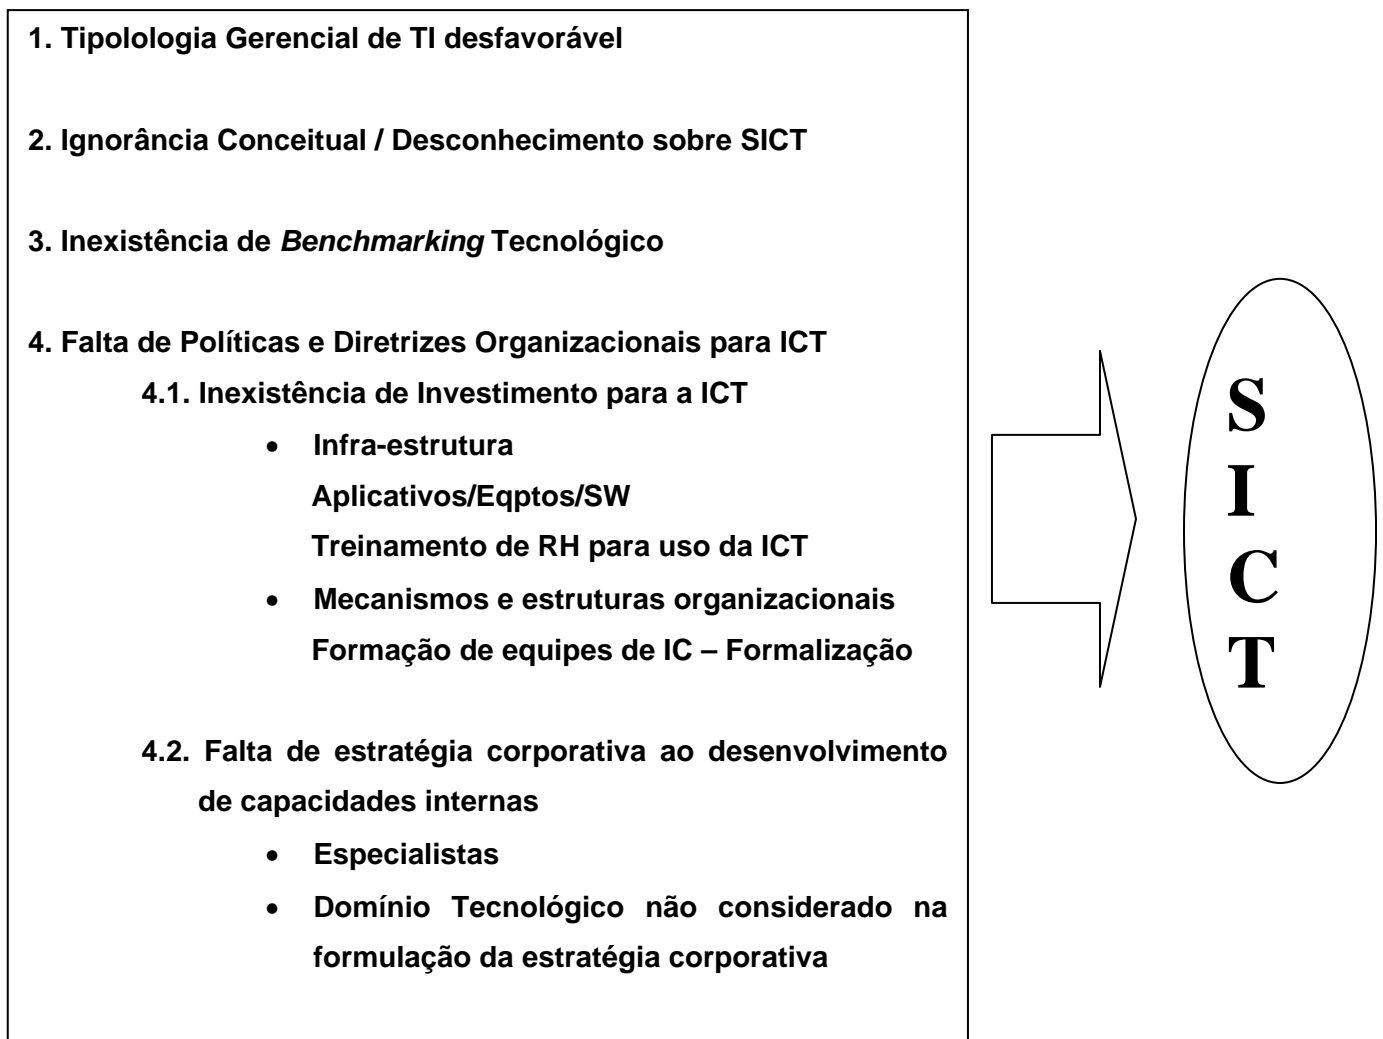 1. Tipolologia Gerencial de TI desfavorável
2. Ignorância Conceitual / Desconhecimento sobre SICT
3. Inexistência de Benchmarking Tecnológico
4. Falta de Políticas e Diretrizes Organizacionais para ICT
4.1. Inexistência de Investimento para a ICT
• Infra-estrutura
Aplicativos/Eqptos/SW
Treinamento de RH para uso da ICT
• Mecanismos e estruturas organizacionais
Formação de equipes de IC – Formalização
4.2. Falta de estratégia corporativa ao desenvolvimento
de capacidades internas
• Especialistas
• Domínio Tecnológico não considerado na
formulação da estratégia corporativa
S
I
C
T